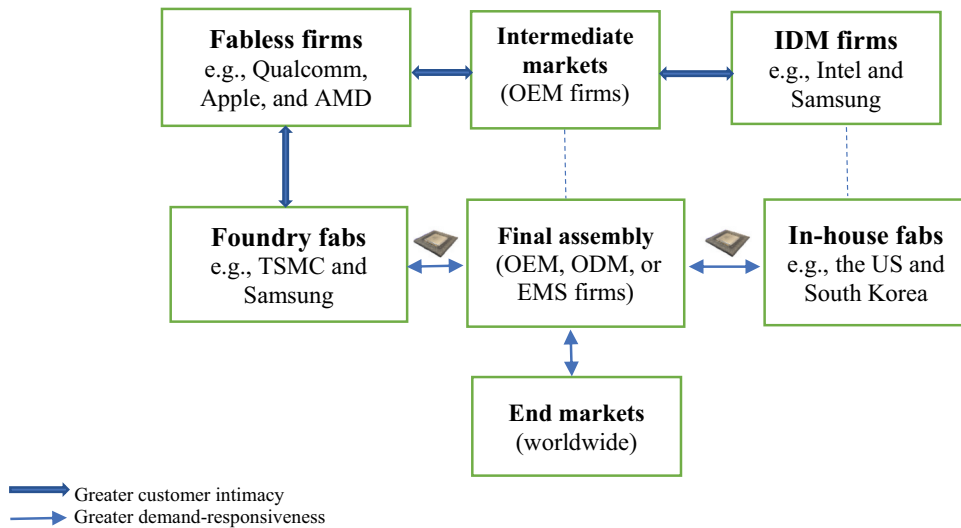 Fabless firms
e.g., Qualcomm,
Apple, and AMD
Intermediate
markets
(OEM firms)
IDM firms
e.g., Intel and
Samsung
Foundry fabs
e.g., TSMC and
Samsung
Final assembly
(OEM, ODM, or
EMS firms)
In-house fabs
e.g., the US and
South Korea
End markets
(worldwide)
Greater customer intimacy
Greater demand-responsiveness